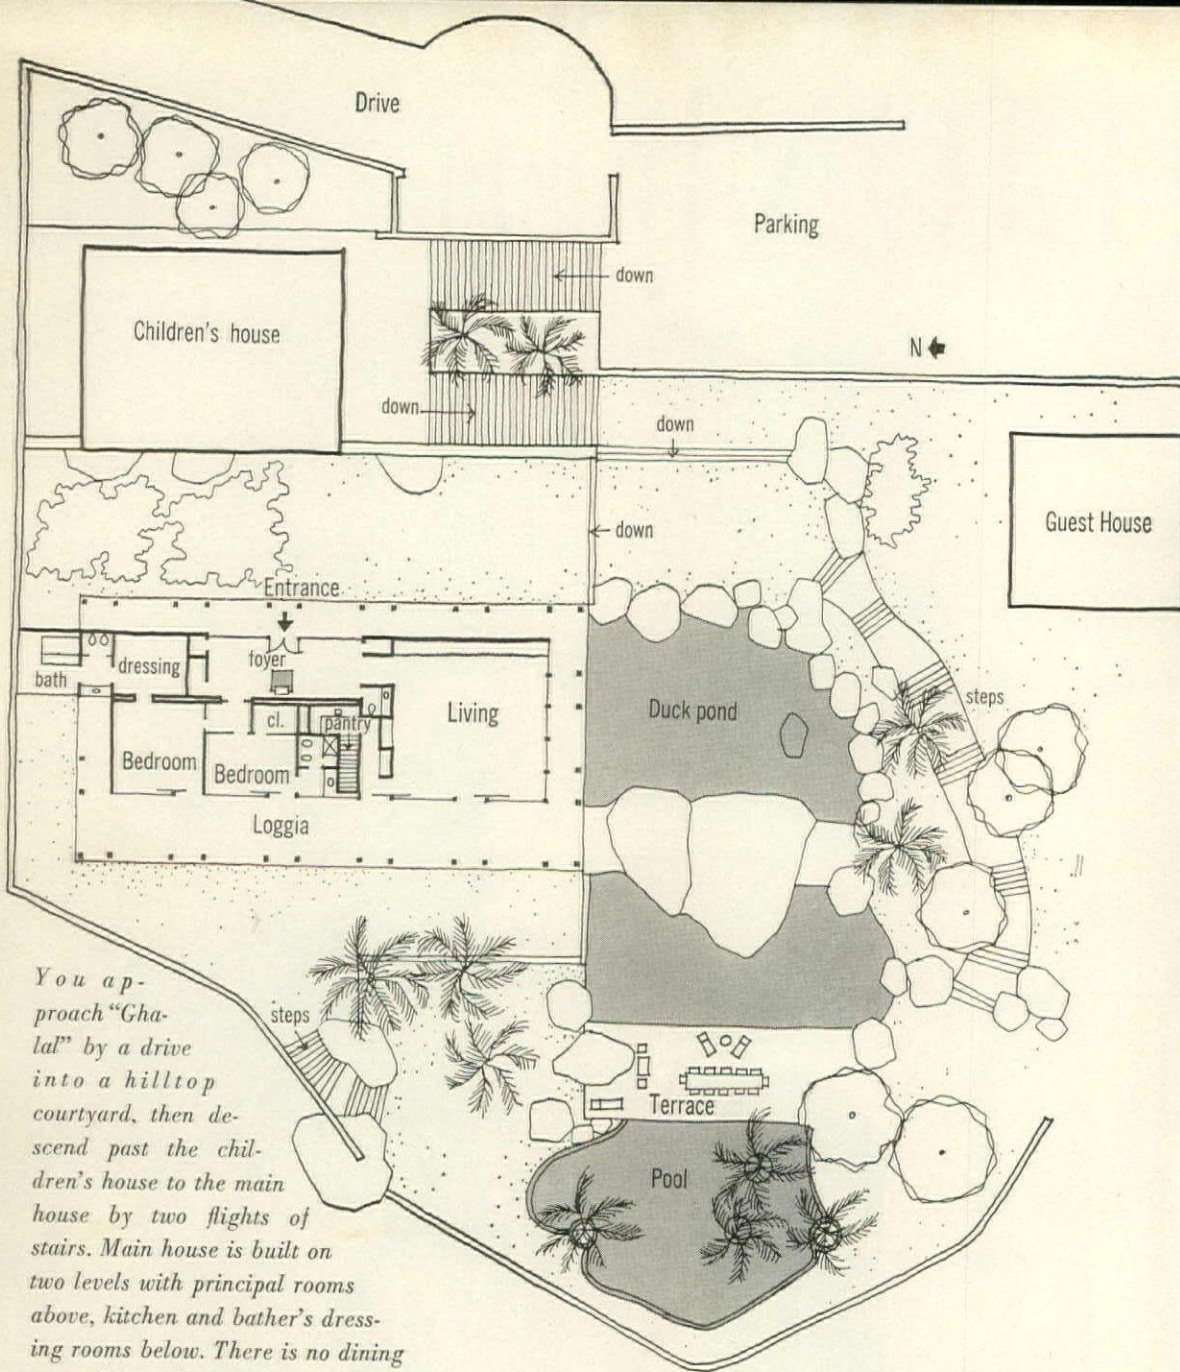 Drive
Parking
down
Children's house
N
down
down
Guest House
down
Entrance
foyer
dressing
bath
steps
Living
Duck pond
cl.
pantry
Bedroom
Bedroom
Loggia
You ap-
proach “Gha-
lal” by a drive
into a hilltop
courtyard, then de-
scend past the chil-
dren's house to the main
house by two flights of
stairs. Main house is built on
two levels with principal rooms
above, kitchen and bather's dress-
ing rooms below. There is no dining
steps
Terrace
Pool